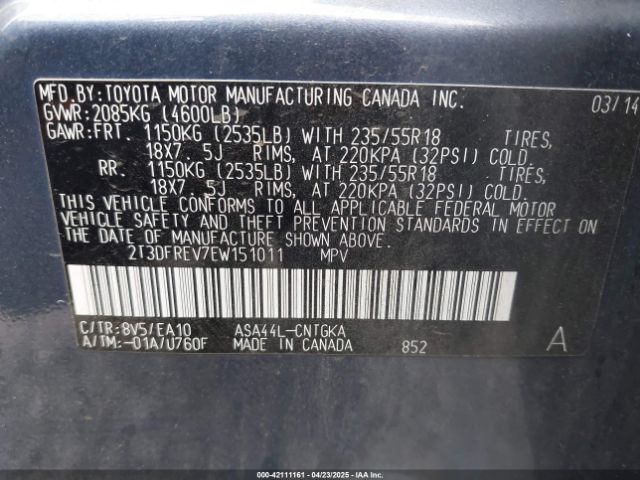 MFD.BY:TOYOTA MOTOR MANUFACTURING CANADA INC. 03/14
GVWR:2085KG (4600LB)
GAWR:FRT. 1150KG (2535LB) WITH 235/55R18 TIRES,
18X7. 5J RIMS, AT 220KPA (32PSI) COLD.
RR. 1150KG (2535LB) WITH 235/55R18 TIRES,
18X7. 5J RIMS, AT 220KPA (32PSI) COLD.
THIS VEHICLE CONFORMS TO ALL APPLICABLE FEDERAL MOTOR
VEHICLE SAFETY AND THEFT PREVENTION STANDARDS IN EFFECT ON
THE DATE OF MANUFACTURE SHOWN ABOVE.
2T3DFREV7EW151011 MPV
C/TR:8V5/EA10 ASA44L-CNTGKA A
A/TM:-01A/U760F MADE IN CANADA 852
000-42111161 - 04/23/2025 - IAAI.com